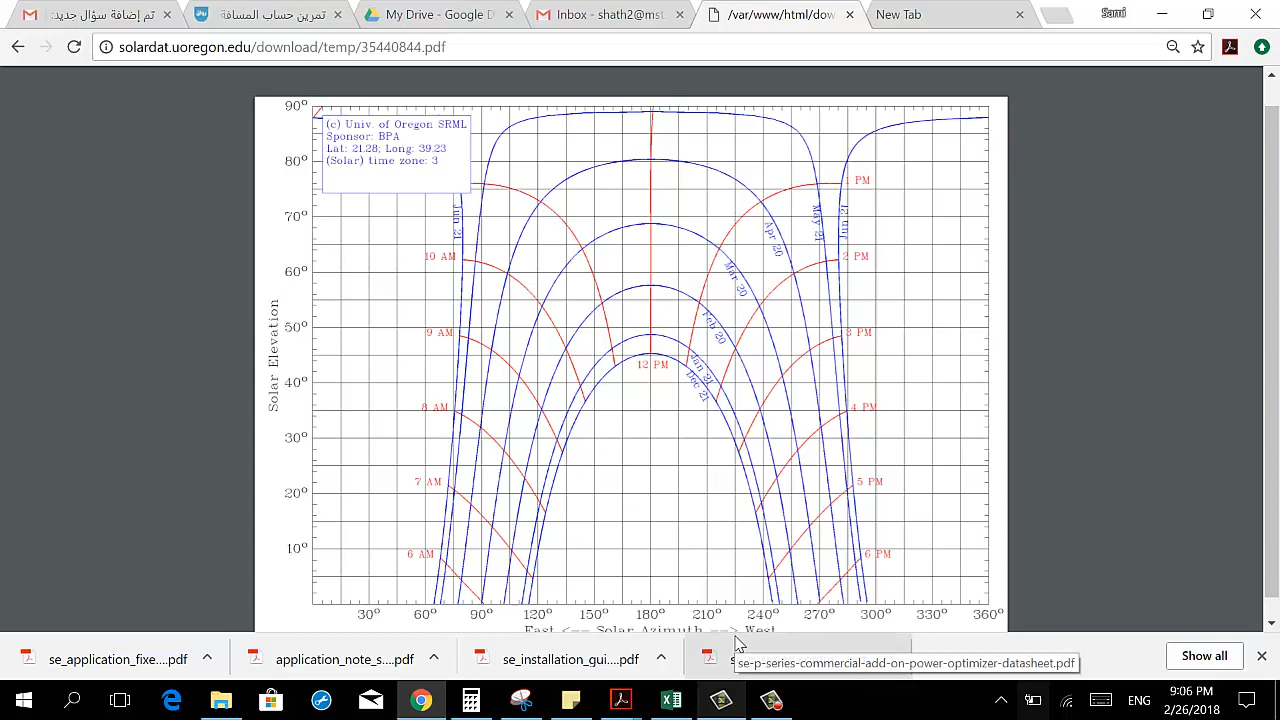 تم إضافة سؤال جديد:
تمرين حساب المسافة
My Drive - Google D
Inbox - shath2@mst
/var/www/html/dow
New Tab
Sami
solardat.uoregon.edu/download/temp/35440844.pdf
(c) Univ. of Oregon SRML
Sponsor: BPA
Lat: 21.28; Long: 39.23
(Solar) time zone: 3
90°
80°
70°
60°
50°
40°
30°
20°
10°
Solar Elevation
Jun 21
10 AM
9 AM
8 AM
7 AM
6 AM
12 PM
1 PM
2 PM
3 PM
4 PM
5 PM
6 PM
Jun 21
May 21
Apr 20
Mar 20
Feb 20
Jan 21
Dec 21
30° 60° 90° 120° 150° 180° 210° 240° 270° 300° 330° 360°
East <-- Solar Azimuth --> West
se_application_fixe....pdf
application_note_s....pdf
se_installation_gui....pdf
se-p-series-commercial-add-on-power-optimizer-datasheet.pdf
Show all
ENG
9:06 PM
2/26/2018